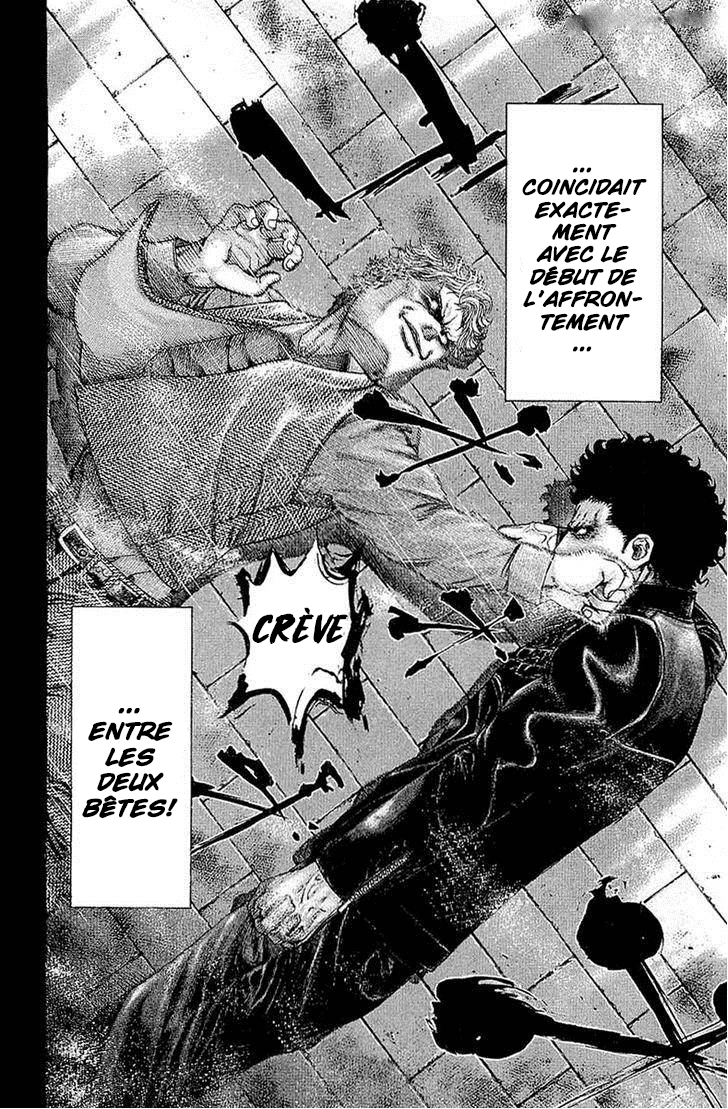 ...
COINCIDAIT
EXACTE-
MENT
AVEC LE
DÉBUT DE
L'AFFRON-
TEMENT
...
CRÈVE
...
ENTRE
LES
DEUX
BÊTES!